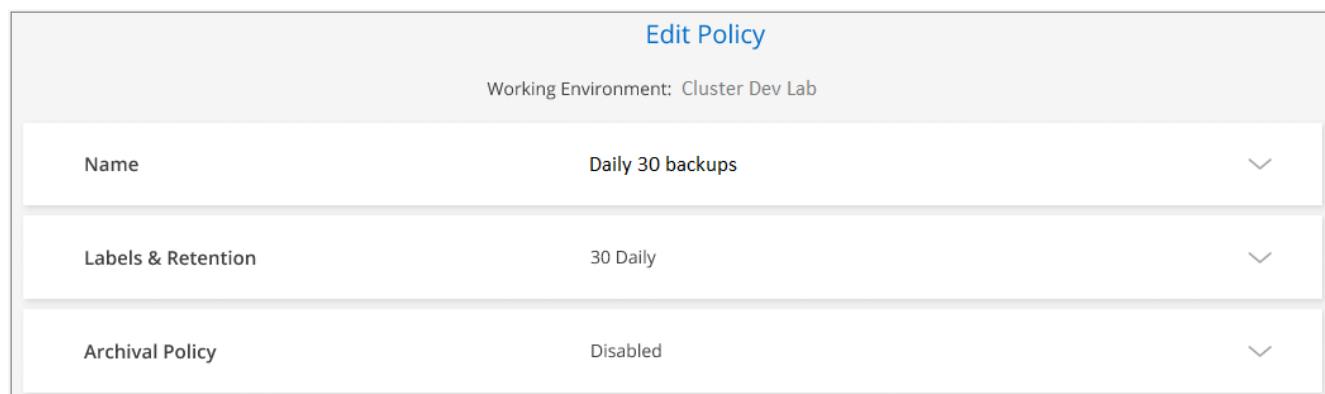 Edit Policy
Working Environment: Cluster Dev Lab
Name Daily 30 backups
Labels & Retention 30 Daily
Archival Policy Disabled